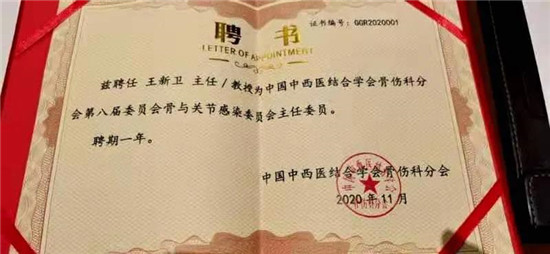 证书编号：GGR2020001
聘书
LETTER OF APPOINTMENT
兹聘任 王新卫 主任/教授为中国中西医结合学会骨伤科分
会第八届委员会骨与关节感染委员会主任委员。
聘期一年。
中国中西医结合学会骨伤科分会
2020年11月